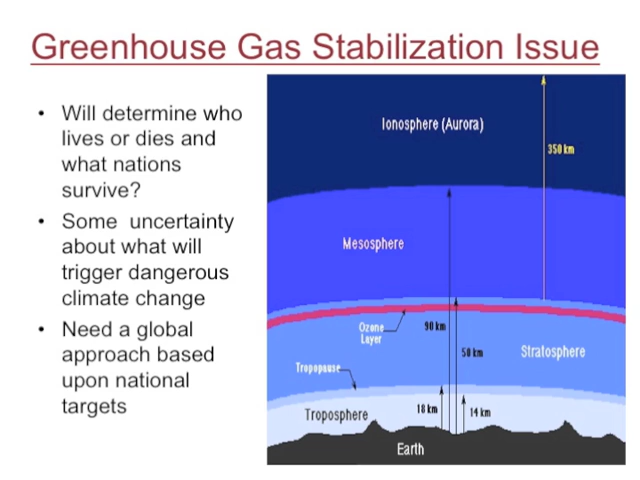 Greenhouse Gas Stabilization Issue
• Will determine who
lives or dies and
what nations
survive?
• Some uncertainty
about what will
trigger dangerous
climate change
• Need a global
approach based
upon national
targets
Ionosphere (Aurora)
350 km
Mesosphere
Ozone
Layer
90 km
50 km
Stratosphere
Tropopause
Troposphere
18 km
14 km
Earth